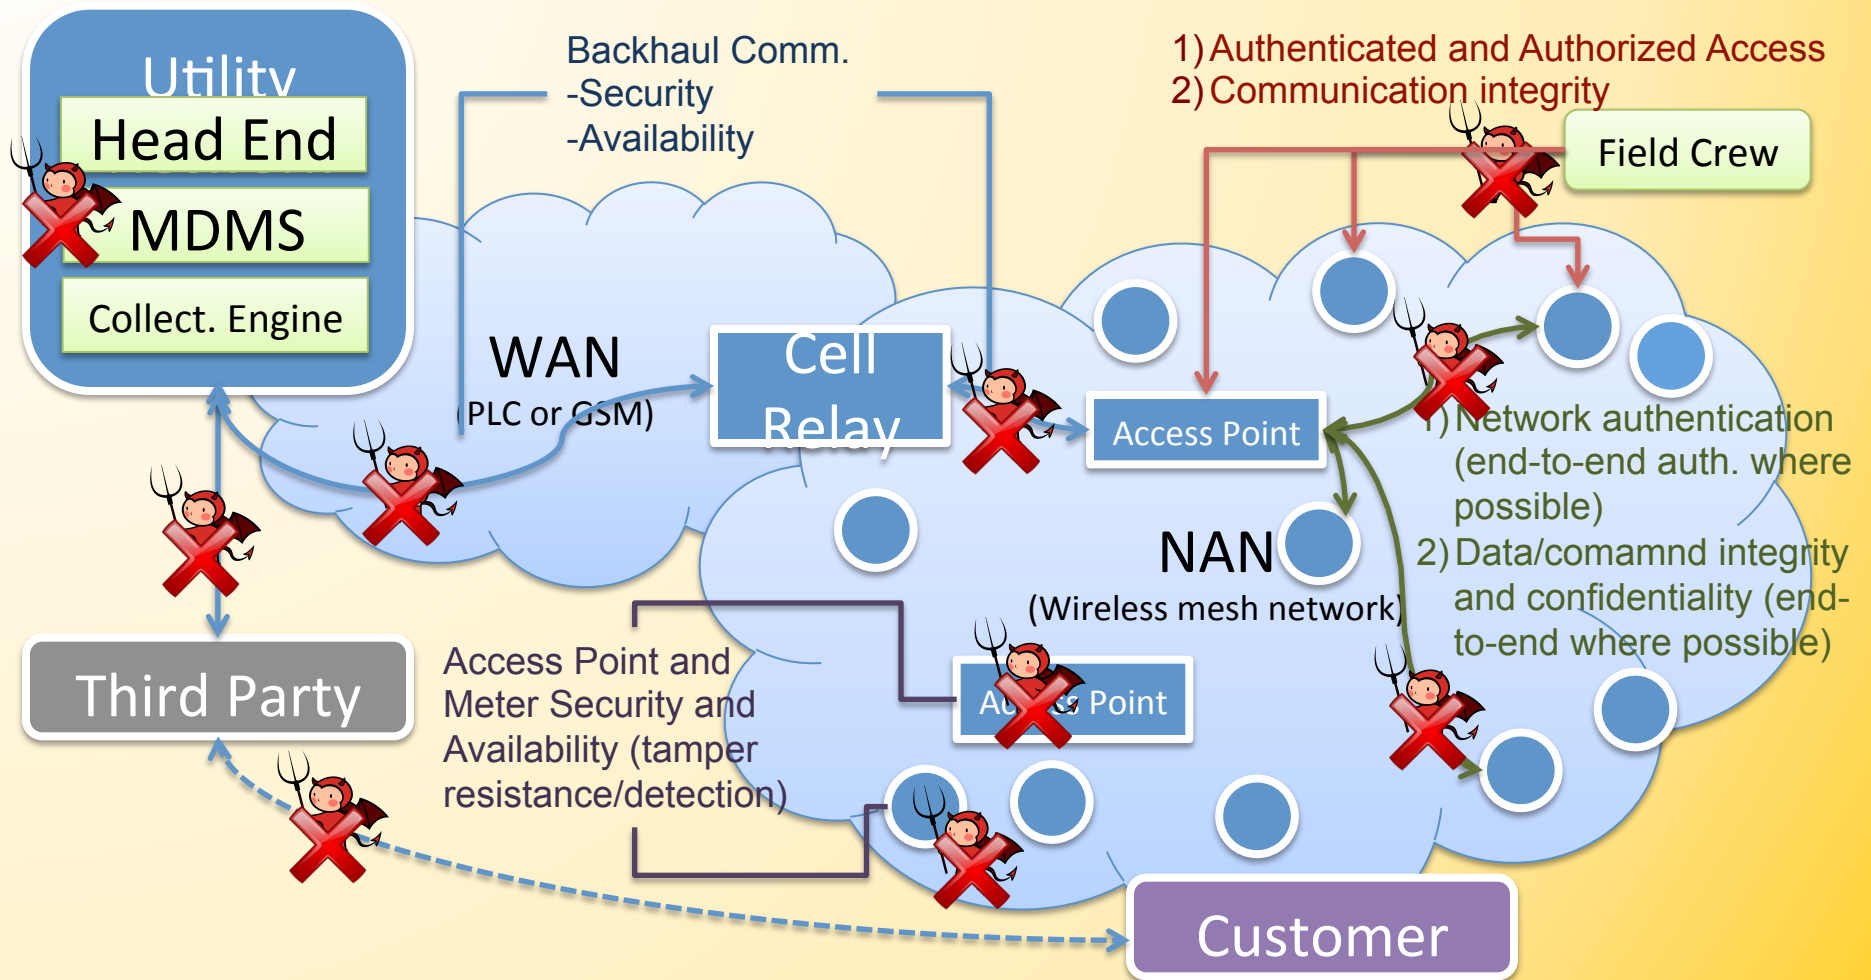 Utility
Head End
MDMS
Collect. Engine
Backhaul Comm.
-Security
-Availability
1) Authenticated and Authorized Access
2) Communication integrity
Field Crew
WAN
(PLC or GSM)
Cell
Relay
Access Point
1) Network authentication
(end-to-end auth. where
possible)
2) Data/comamnd integrity
and confidentiality (end-
to-end where possible)
NAN
(Wireless mesh network)
Third Party
Access Point and
Meter Security and
Availability (tamper
resistance/detection)
Access Point
Customer